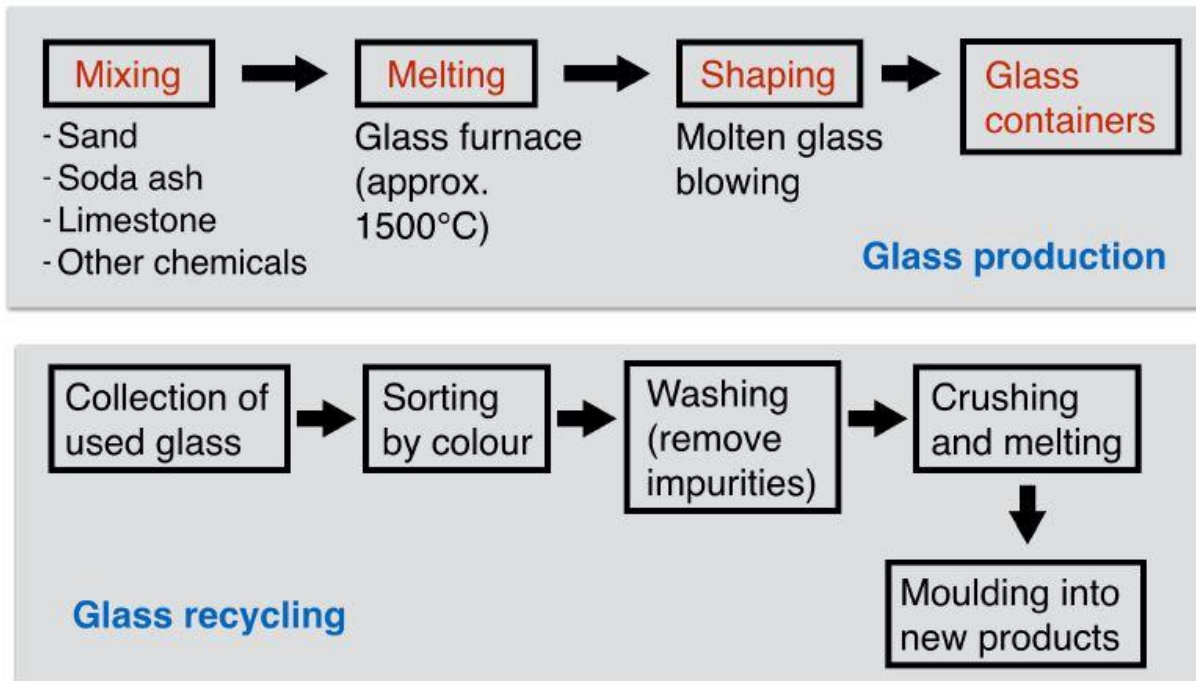 Mixing
- Sand
- Soda ash
- Limestone
- Other chemicals
Melting
Glass furnace
(approx.
1500°C)
Shaping
Molten glass
blowing
Glass
containers
Glass production
Collection of
used glass
Sorting
by colour
Washing
(remove
impurities)
Crushing
and melting
Moulding into
new products
Glass recycling